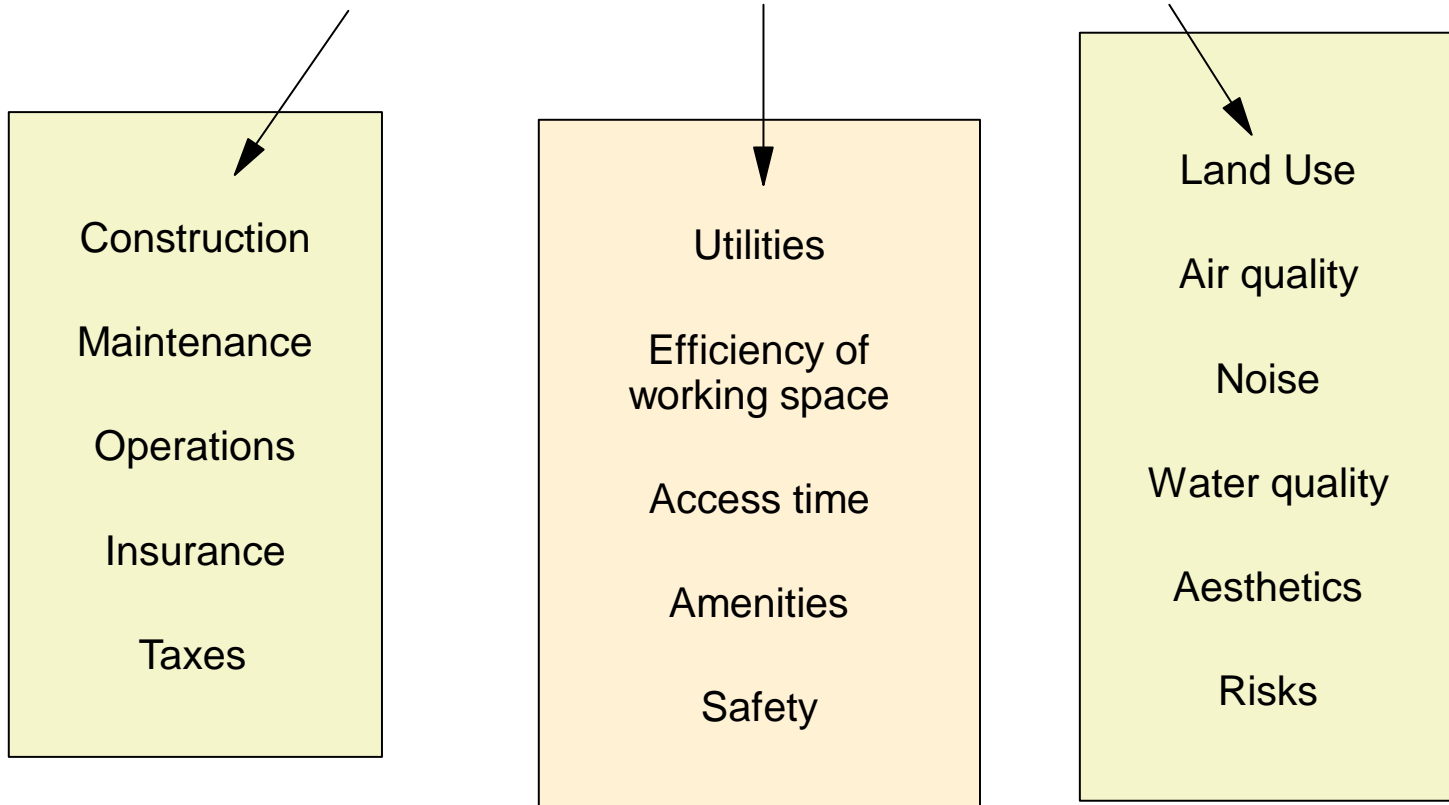 Construction
Maintenance
Operations
Insurance
Taxes
Utilities
Efficiency of
working space
Access time
Amenities
Safety
Land Use
Air quality
Noise
Water quality
Aesthetics
Risks